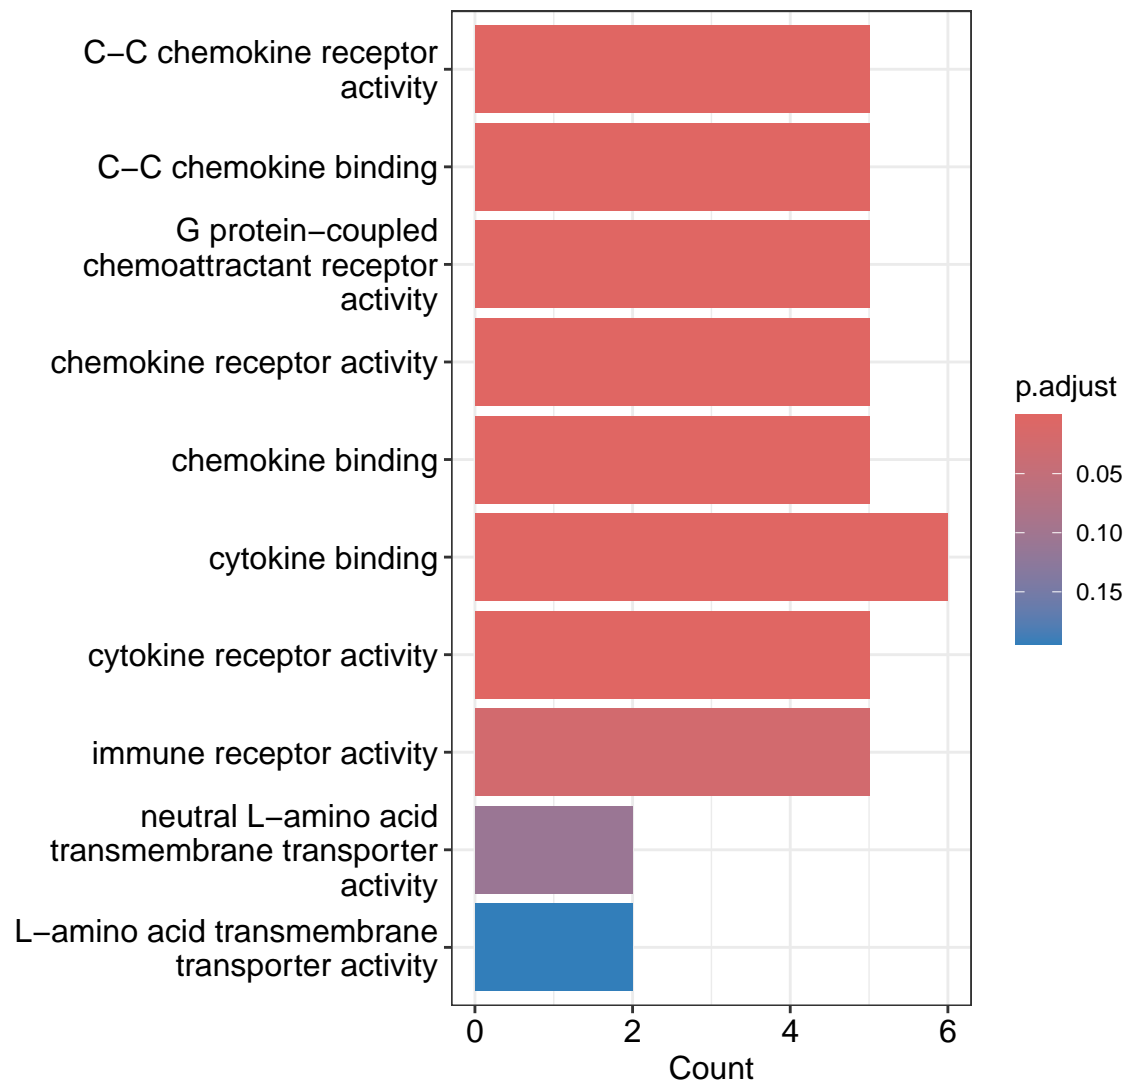 C−C chemokine receptor
activity
C−C chemokine binding
G protein−coupled
chemoattractant receptor
activity
chemokine receptor activity
chemokine binding
cytokine binding
cytokine receptor activity
immune receptor activity
neutral L−amino acid
transmembrane transporter
activity
L−amino acid transmembrane
transporter activity
0 2 4 6
Count
p.adjust
0.05
0.10
0.15